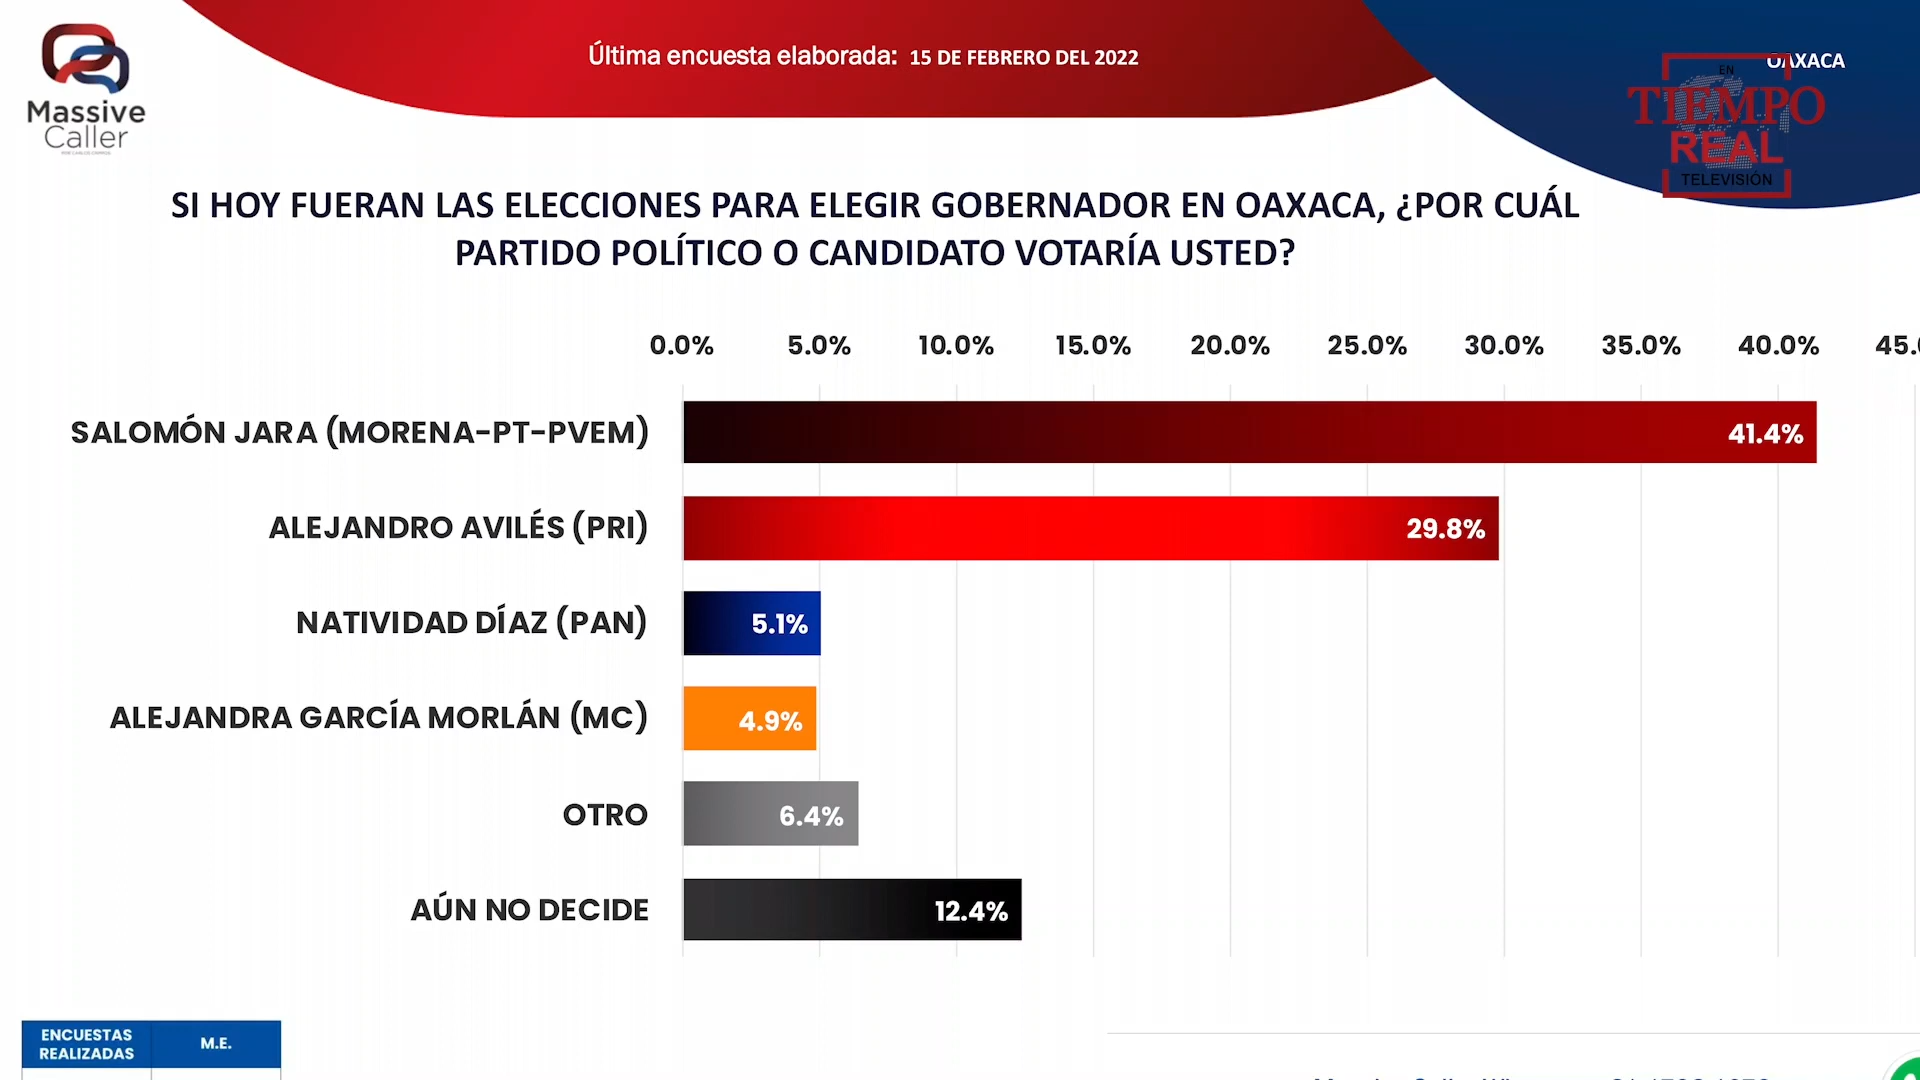 Massive
Caller
Última encuesta elaborada: 15 DE FEBRERO DEL 2022
OAXACA
EN
TIEMPO
REAL
TELEVISIÓN
SI HOY FUERAN LAS ELECCIONES PARA ELEGIR GOBERNADOR EN OAXACA, ¿POR CUÁL
PARTIDO POLÍTICO O CANDIDATO VOTARÍA USTED?
0.0% 5.0% 10.0% 15.0% 20.0% 25.0% 30.0% 35.0% 40.0% 45.0
SALOMÓN JARA (MORENA-PT-PVEM) 41.4%
ALEJANDRO AVILÉS (PRI) 29.8%
NATIVIDAD DÍAZ (PAN) 5.1%
ALEJANDRA GARCÍA MORLÁN (MC) 4.9%
OTRO 6.4%
AÚN NO DECIDE 12.4%
ENCUESTAS
REALIZADAS
M.E.